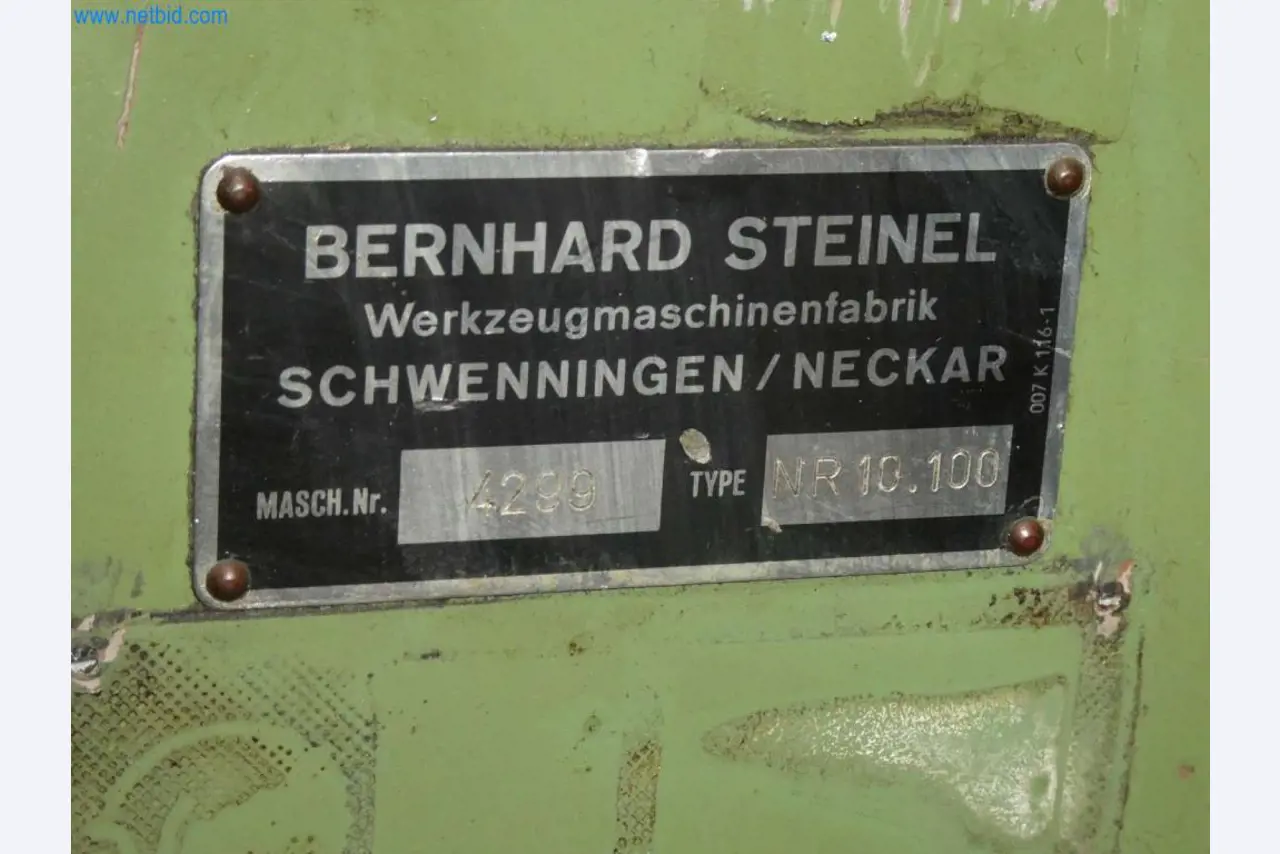 www.netbid.com
BERNHARD STEINEL
Werkzeugmaschinenfabrik
SCHWENNINGEN/NECKAR
007 K 116-1
MASCH.Nr. 4299 TYPE NR 10.100